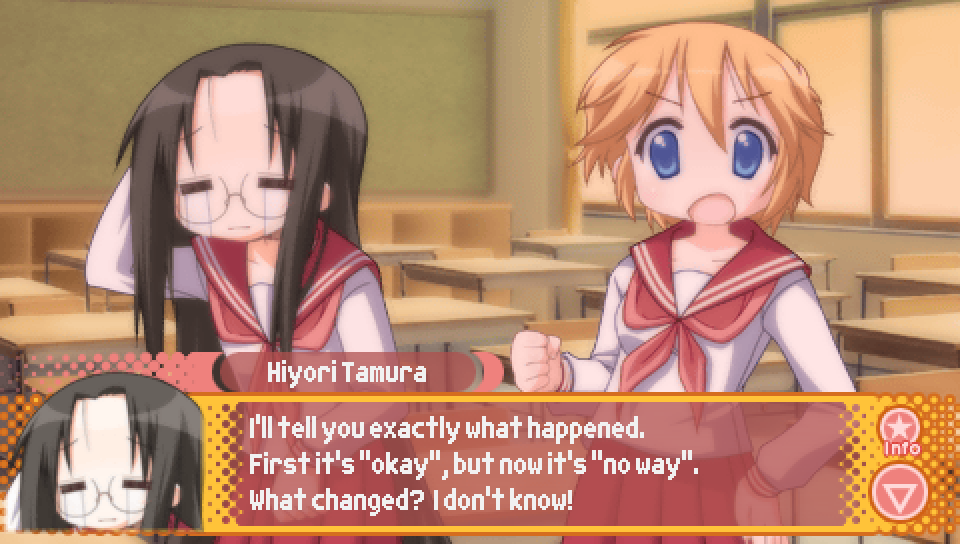 Hiyori Tamura
I'll tell you exactly what happened.
First it's "okay", but now it's "no way".
What changed? I don't know!
Info